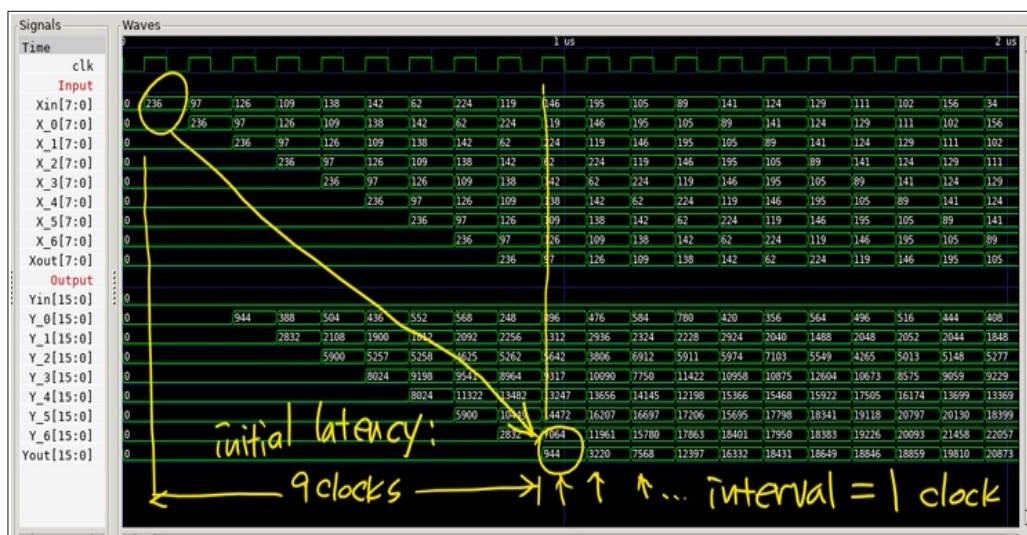 Signals Waves
Time 1 us 2 us
clk
Input
Xin[7:0] 0 236 97 126 109 138 142 62 224 119 146 195 105 89 141 124 129 111 102 156 34
X_0[7:0] 0 236 97 126 109 138 142 62 224 119 146 195 105 89 141 124 129 111 102 156
X_1[7:0] 0 236 97 126 109 138 142 62 224 119 146 195 105 89 141 124 129 111 102
X_2[7:0] 0 236 97 126 109 138 142 62 224 119 146 195 105 89 141 124 129 111
X_3[7:0] 0 236 97 126 109 138 142 62 224 119 146 195 105 89 141 124 129
X_4[7:0] 0 236 97 126 109 138 142 62 224 119 146 195 105 89 141 124
X_5[7:0] 0 236 97 126 109 138 142 62 224 119 146 195 105 89 141
X_6[7:0] 0 236 97 126 109 138 142 62 224 119 146 195 105 89
Xout[7:0] 0 236 97 126 109 138 142 62 224 119 146 195 105
Output
Yin[15:0] 0
Y_0[15:0] 0 944 388 504 436 552 568 248 896 476 584 780 420 356 564 496 516 444 408
Y_1[15:0] 0 2832 2108 1900 1812 2092 2256 1312 2936 2324 2228 2924 2040 1488 2048 2052 2044 1848
Y_2[15:0] 0 5900 5257 5258 4625 5262 5642 3806 6912 5911 5974 7103 5549 4265 5013 5148 5277
Y_3[15:0] 0 8024 9198 9541 8964 9317 10090 7750 11422 10958 10875 12604 10673 8575 9059 9229
Y_4[15:0] 0 8024 11322 13482 13247 13656 14145 12198 15366 15468 15922 17505 16174 13699 13369
Y_5[15:0] 0 5900 10449 14472 16207 16697 17206 15695 17798 18341 19118 20797 20130 18399
Y_6[15:0] 0 2832 7064 11961 15780 17863 18401 17950 18383 19226 20093 21458 22057
Yout[15:0] 0 944 3220 7568 12397 16332 18431 18649 18846 18859 19810 20873
initial latency:
9 clocks ... interval = 1 clock